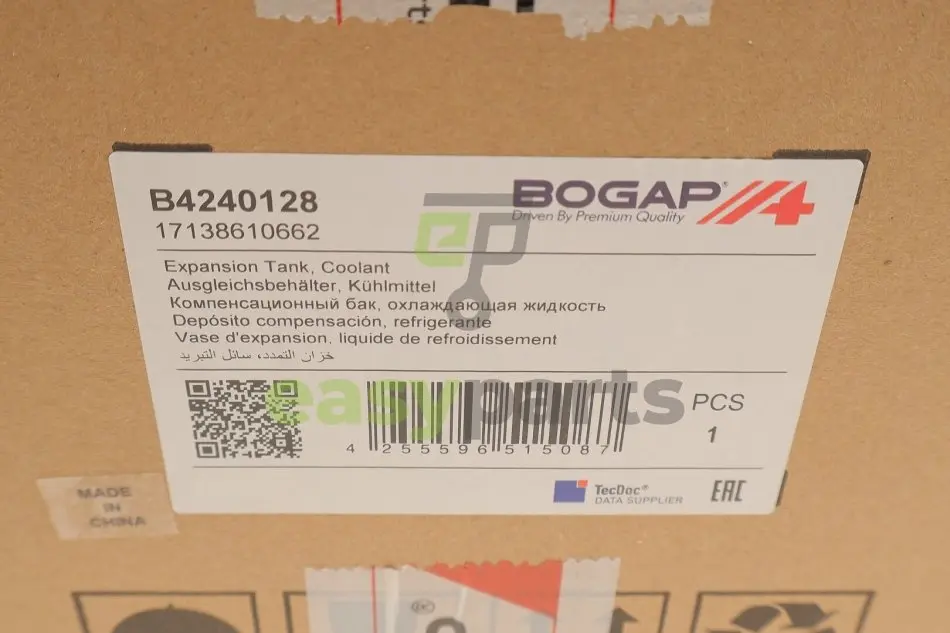 B4240128
17138610662
BOGAP
Driven By Premium Quality
ep
Expansion Tank, Coolant
Ausgleichsbehälter, Kühlmittel
Компенсационный бак, охлаждающая жидкость
Depósito compensación, refrigerante
Vase d'expansion, liquide de refroidissement
خزان التمدد، سائل التبريد
easyparts
4 255596 515087
PCS
1
TecDoc®
DATA SUPPLIER
EAC
MADE
IN
CHINA